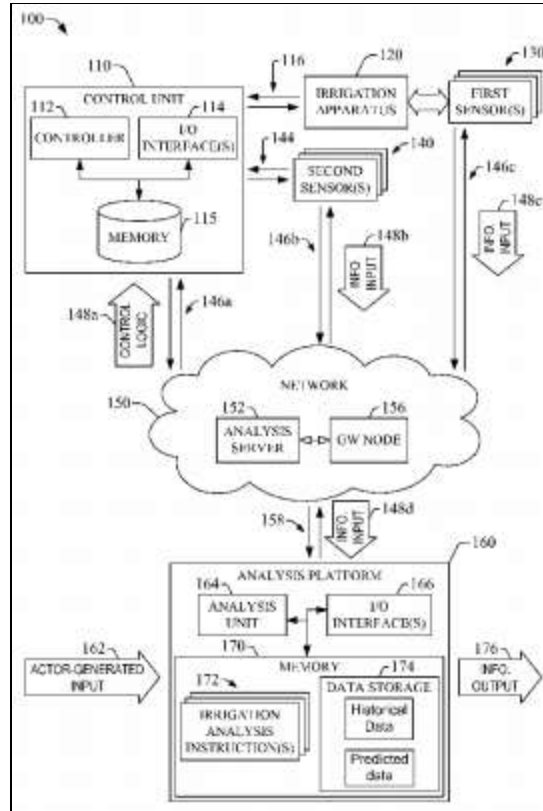 100
110
116
120
130
CONTROL UNIT
112
114
CONTROLLER
I/O
INTERFACE(S)
IRRIGATION
APPARATUS
FIRST
SENSOR(S)
144
140
SECOND
SENSOR(S)
146c
115
MEMORY
146b
148b
INFO.
INPUT
148c
INFO.
INPUT
148a
CONTROL
LOGIC
146a
NETWORK
150
152
156
ANALYSIS
SERVER
GW NODE
158
INFO.
INPUT
148d
160
ANALYSIS PLATFORM
164
166
ANALYSIS
UNIT
I/O
INTERFACE(S)
162
170
176
ACTOR-GENERATED
INPUT
MEMORY
172
174
DATA STORAGE
INFO.
OUTPUT
IRRIGATION
ANALYSIS
INSTRUCTION(S)
Historical
Data
Predicted
data